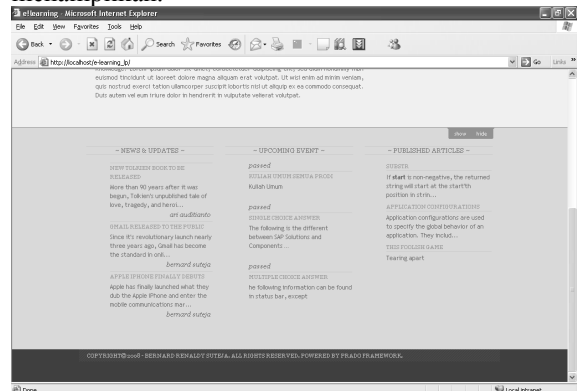 e!learning - Microsoft Internet Explorer
File Edit View Favorites Tools Help
Back Search Favorites
Address http://localhost/e-learning_lp/ Go Links
euismod tincidunt ut laoreet dolore magna aliquam erat volutpat. Ut wisi enim ad minim veniam,
quis nostrud exerci tation ullamcorper suscipit lobortis nisl ut aliquip ex ea commodo consequat.
Duis autem vel eum iriure dolor in hendrerit in vulputate velierat volutpat.
show hide
~ NEWS & UPDATES ~
NEW TOLKIEN BOOK TO BE
RELEASED
More than 90 years after it was
begun, Tolkien's unpublished tale of
love, tragedy, and heroi...
ari auditianto
GMAIL RELEASED TO THE PUBLIC
Since it's revolutionary launch nearly
three years ago, Gmail has become
the standard in onli...
bernard suteja
APPLE IPHONE FINALLY DEBUTS
Apple has finally launched what they
dub the Apple iPhone and enter the
mobile communications mar...
bernard suteja
~ UPCOMING EVENT ~
passed
KULIAH UMUM SEMUA PRODI
Kuliah Umum
passed
SINGLE CHOICE ANSWER
The following is the different
between SAP Solutions and
Components ...
passed
MULTIPLE CHOICE ANSWER
he following information can be found
in status bar, except
~ PUBLISHED ARTICLES ~
SUBSTR
If start is non-negative, the returned
string will start at the start'th
position in strin...
APPLICATION CONFIGURATIONS
Application configurations are used
to specify the global behavior of an
application. They includ...
THIS FOOLISH GAME
Tearing apart
COPYRIGHT© 2008 - BERNARD RENALDY SUTEJA. ALL RIGHTS RESERVED. POWERED BY PRADO FRAMEWORK.
Done Local intranet